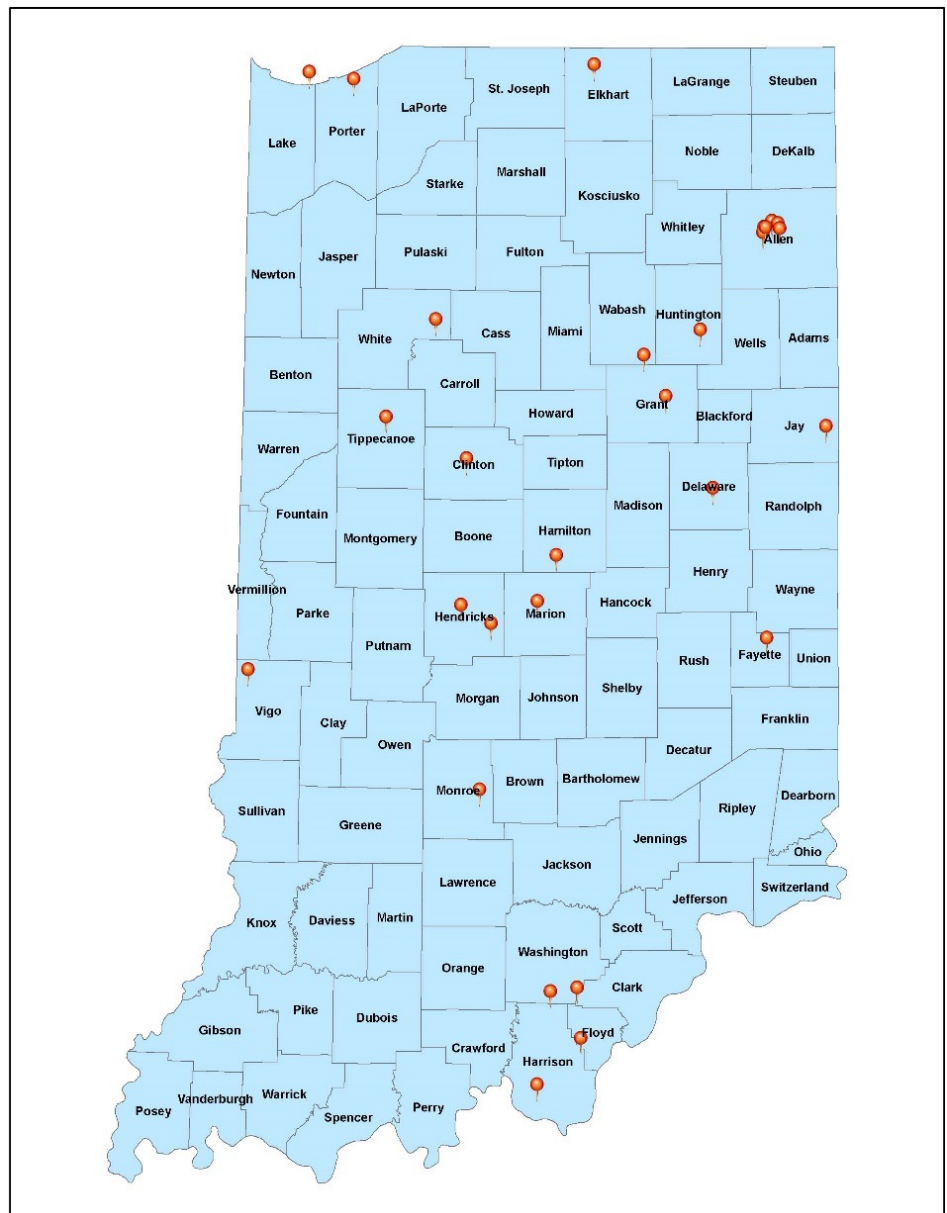 St. Joseph
Elkhart
LaGrange
Steuben
LaPorte
Porter
Lake
Noble
DeKalb
Marshall
Starke
Kosciusko
Whitley
Allen
Jasper
Pulaski
Fulton
Newton
Wabash
Huntington
White
Cass
Miami
Wells
Adams
Benton
Carroll
Grant
Howard
Blackford
Jay
Tippecanoe
Warren
Clinton
Tipton
Delaware
Madison
Randolph
Fountain
Montgomery
Boone
Hamilton
Henry
Vermillion
Wayne
Parke
Hendricks
Marion
Hancock
Putnam
Rush
Fayette
Union
Shelby
Morgan
Johnson
Vigo
Clay
Franklin
Owen
Decatur
Monroe
Brown
Bartholomew
Dearborn
Ripley
Sullivan
Greene
Jennings
Ohio
Jackson
Lawrence
Switzerland
Jefferson
Knox
Daviess
Martin
Scott
Washington
Orange
Clark
Pike
Dubois
Gibson
Floyd
Crawford
Harrison
Warrick
Vanderburgh
Posey
Perry
Spencer